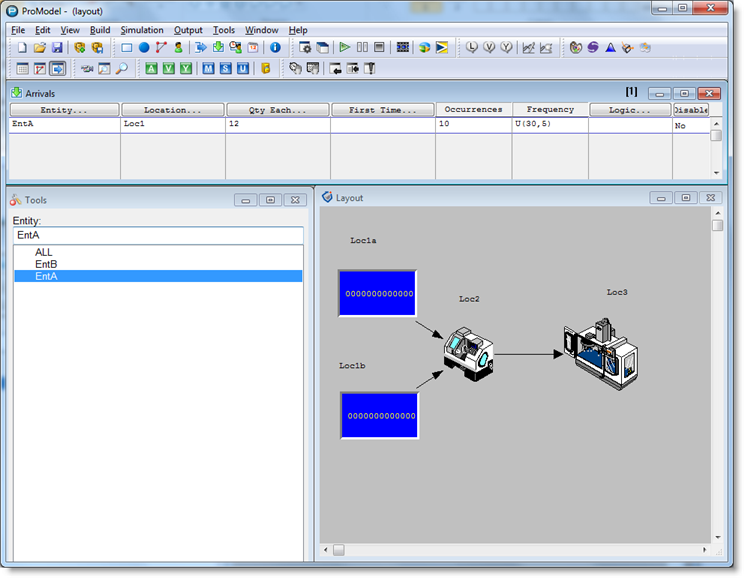 ProModel - (layout)
File Edit View Build Simulation Output Tools Window Help
Arrivals [1]
Entity... Location... Qty Each... First Time... Occurrences Frequency Logic... Disable
EntA Loc1 12 10 U(30,5) No
Tools
Layout
Entity:
EntA
ALL
EntB
EntA
Loc1a
0000000000000
Loc2
Loc3
Loc1b
0000000000000